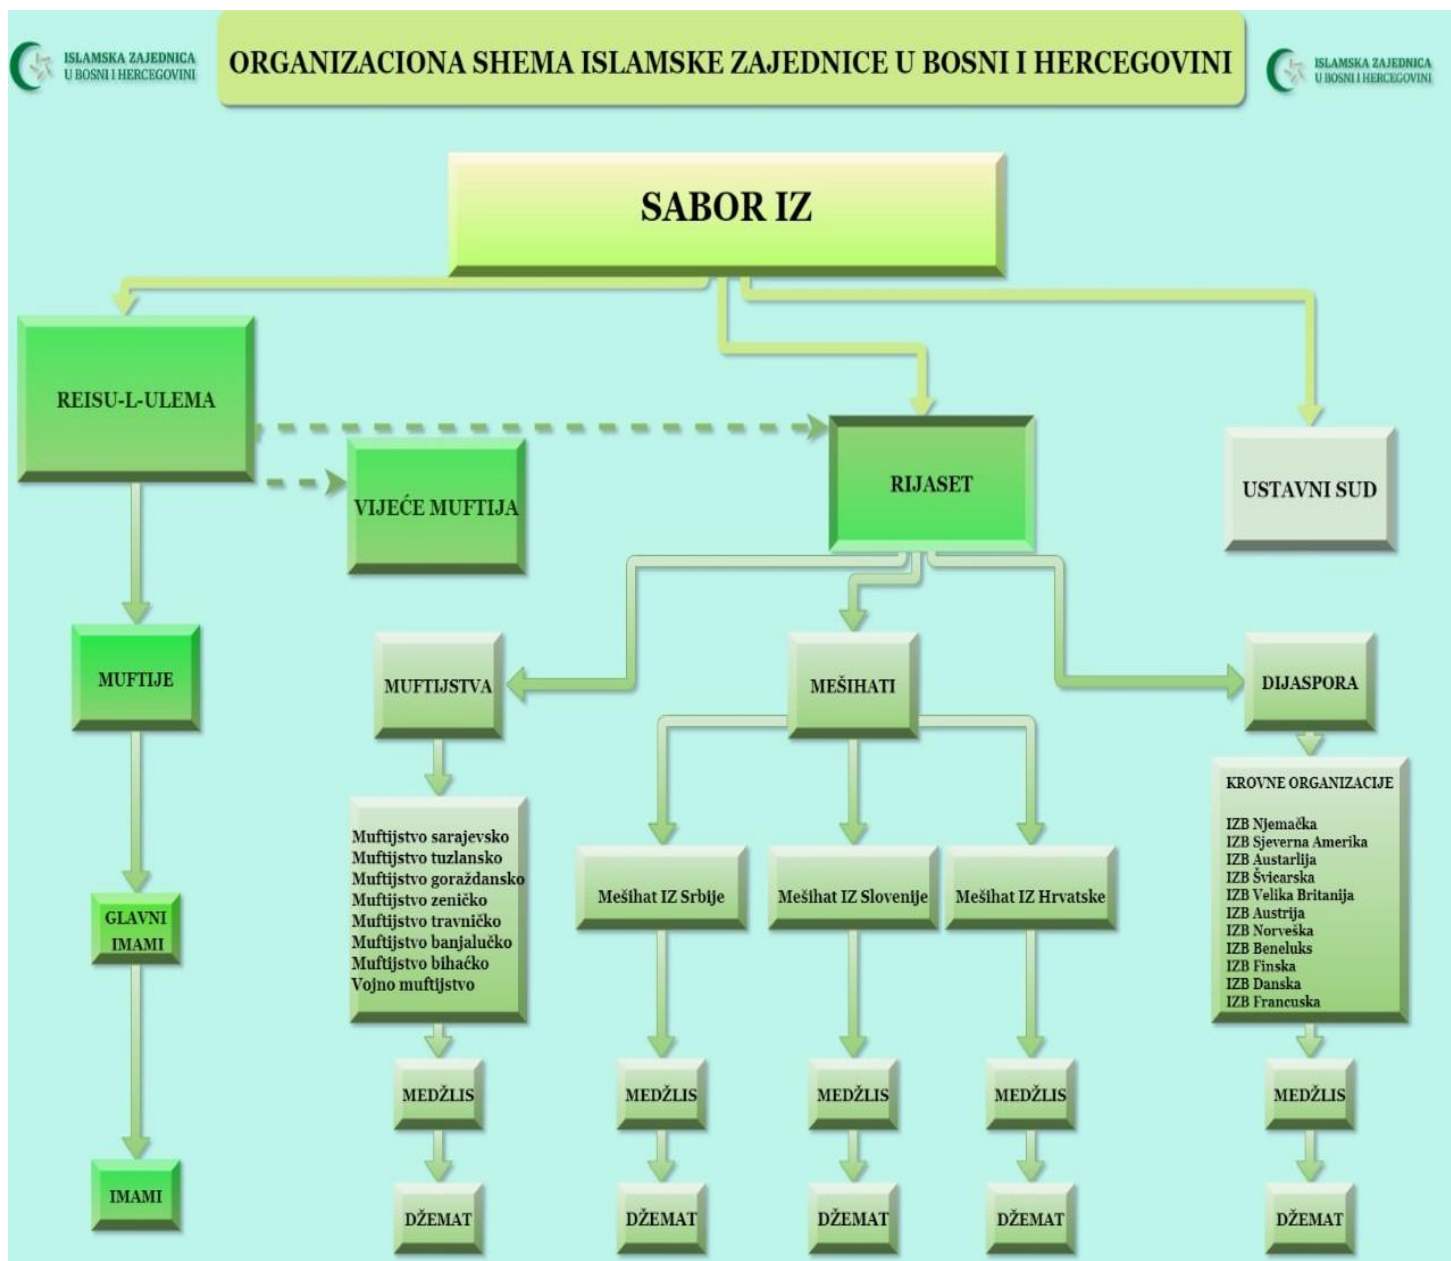 ISLAMSKA ZAJEDNICA
U BOSNI I HERCEGOVINI
ORGANIZACIONA SHEMA ISLAMSKE ZAJEDNICE U BOSNI I HERCEGOVINI
ISLAMSKA ZAJEDNICA
U BOSNI I HERCEGOVINI
SABOR IZ
REISU-L-ULEMA
VIJEĆE MUFTIJA
RIJASET
USTAVNI SUD
MUFTIJE
MUFTIJSTVA
MEŠIHATI
DIJASPORA
GLAVNI
IMAMI
Muftijstvo sarajevsko
Muftijstvo tuzlansko
Muftijstvo goraždansko
Muftijstvo zeničko
Muftijstvo travničko
Muftijstvo banjalučko
Muftijstvo bihaćko
Vojno muftijstvo
Mešihat IZ Srbije
Mešihat IZ Slovenije
Mešihat IZ Hrvatske
KROVNE ORGANIZACIJE
IZB Njemačka
IZB Sjeverna Amerika
IZB Austarlija
IZB Švicarska
IZB Velika Britanija
IZB Austrija
IZB Norveška
IZB Beneluks
IZB Finska
IZB Danska
IZB Francuska
MEDŽLIS
MEDŽLIS
MEDŽLIS
MEDŽLIS
MEDŽLIS
IMAMI
DŽEMAT
DŽEMAT
DŽEMAT
DŽEMAT
DŽEMAT